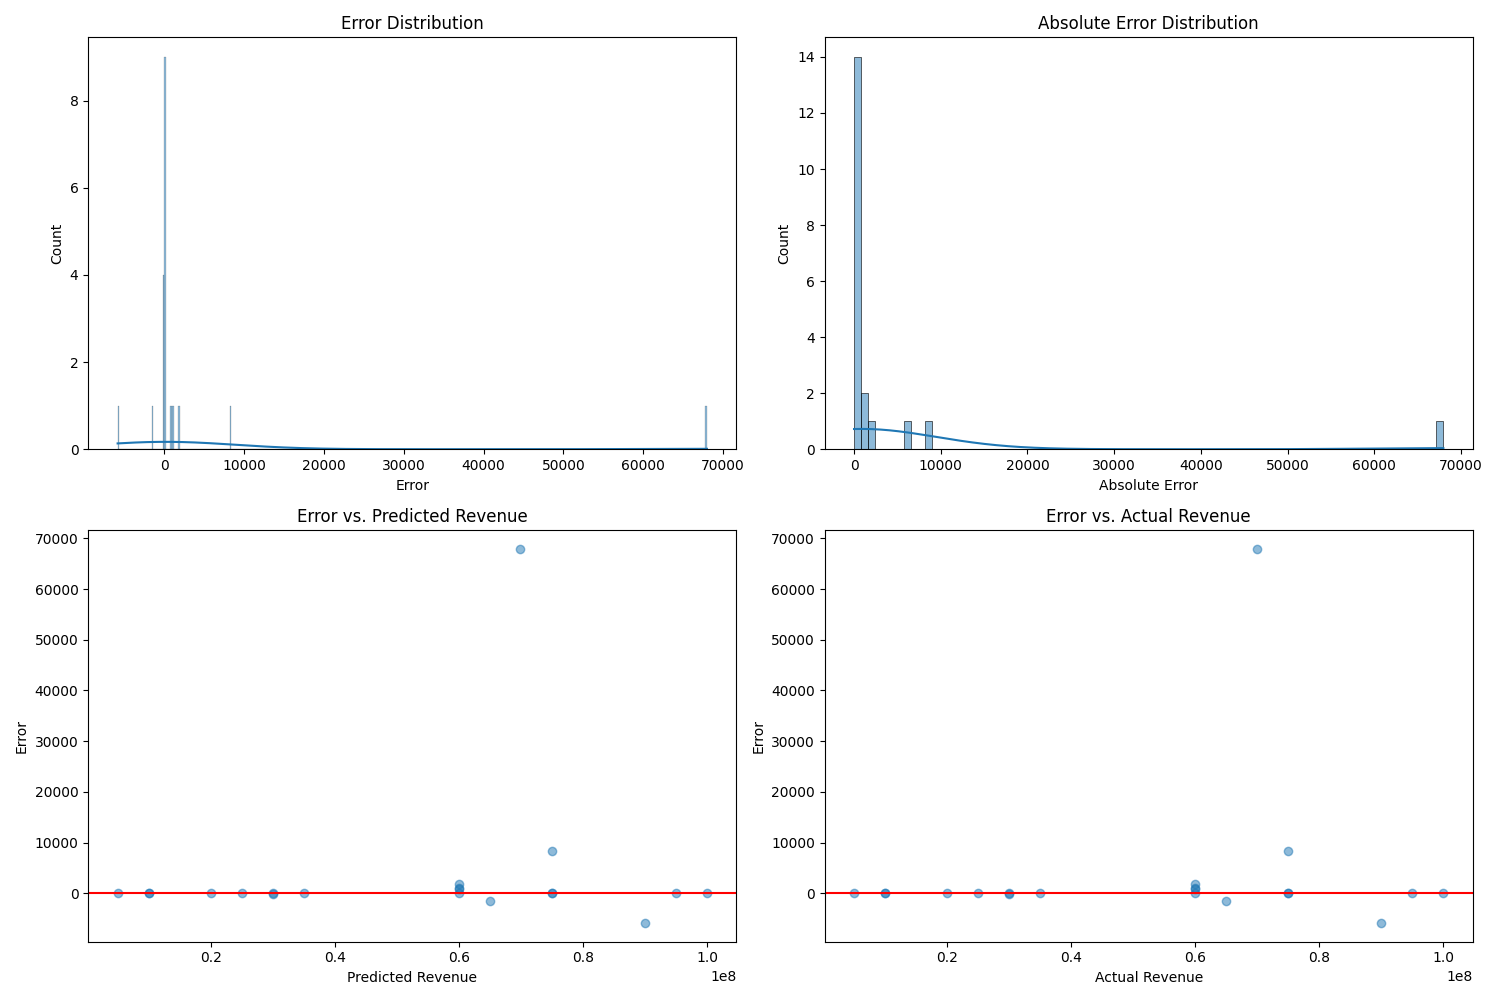 Error Distribution
8
6
4
2
0
Count
0 10000 20000 30000 40000 50000 60000 70000
Error
Absolute Error Distribution
14
12
10
8
6
4
2
0
Count
0 10000 20000 30000 40000 50000 60000 70000
Absolute Error
Error vs. Predicted Revenue
70000
60000
50000
40000
30000
20000
10000
0
Error
0.2 0.4 0.6 0.8 1.0
1e8
Predicted Revenue
Error vs. Actual Revenue
70000
60000
50000
40000
30000
20000
10000
0
Error
0.2 0.4 0.6 0.8 1.0
1e8
Actual Revenue